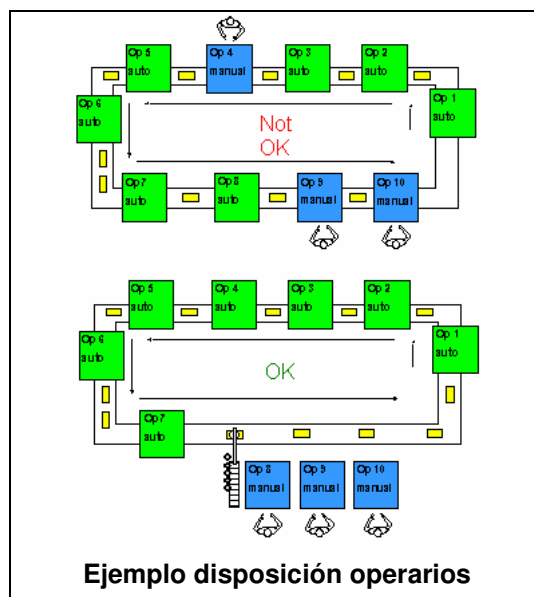 Op 5
auto
Op 4
manual
Op 3
auto
Op 2
auto
Op 6
auto
Op 1
auto
Not
OK
Op7
auto
Op 8
auto
Op 9
manual
Op 10
manual
Op 5
auto
Op 4
auto
Op 3
auto
Op 2
auto
Op 6
auto
Op 1
auto
OK
Op7
auto
Op 8
manual
Op 9
manual
Op 10
manual
Ejemplo disposición operarios